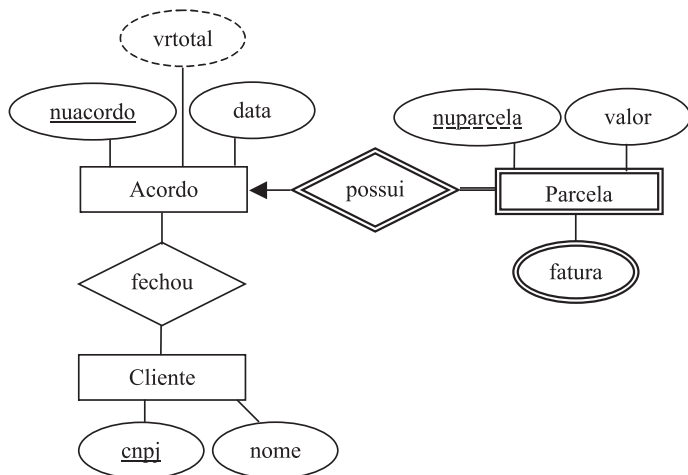 vrtotal
nuacordo
data
nuparcela
valor
Acordo
possui
Parcela
fechou
fatura
Cliente
cnpj
nome